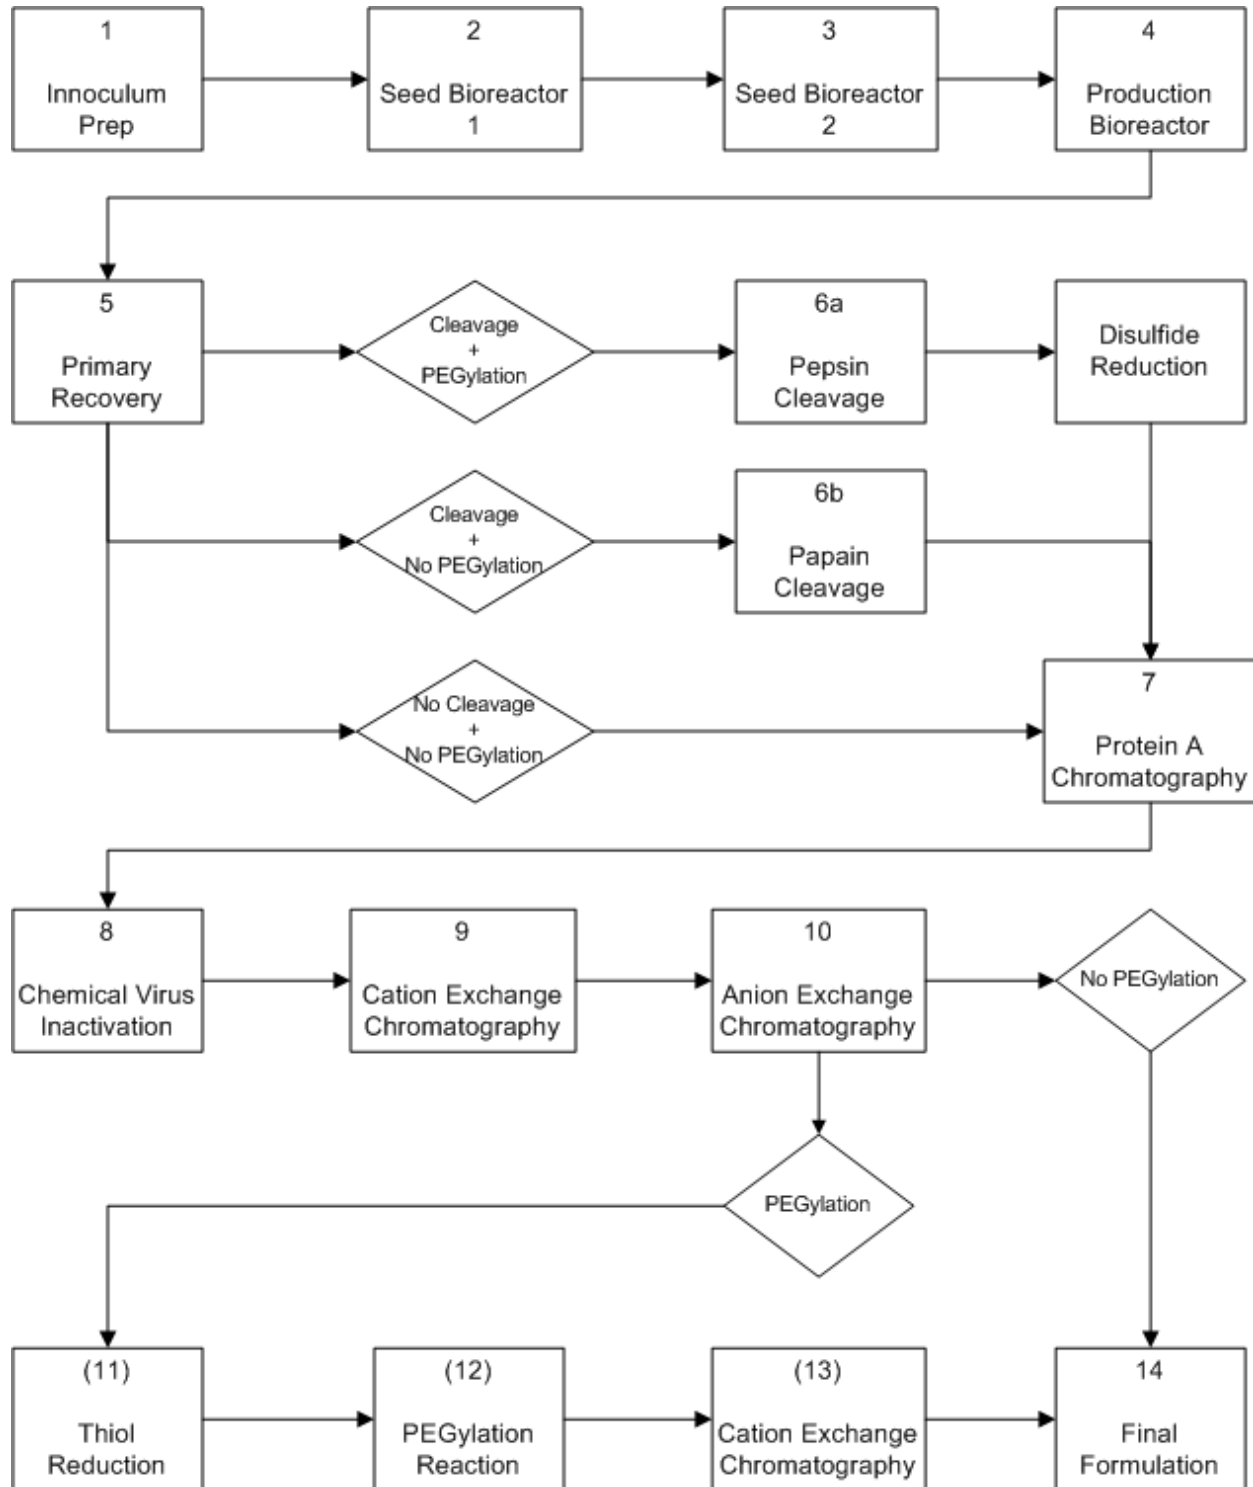 1
Innoculum
Prep
2
Seed Bioreactor
1
3
Seed Bioreactor
2
4
Production
Bioreactor
5
Primary
Recovery
Cleavage
+
PEGylation
6a
Pepsin
Cleavage
Disulfide
Reduction
Cleavage
+
No PEGylation
6b
Papain
Cleavage
No Cleavage
+
No PEGylation
7
Protein A
Chromatography
8
Chemical Virus
Inactivation
9
Cation Exchange
Chromatography
10
Anion Exchange
Chromatography
No PEGylation
PEGylation
(11)
Thiol
Reduction
(12)
PEGylation
Reaction
(13)
Cation Exchange
Chromatography
14
Final
Formulation